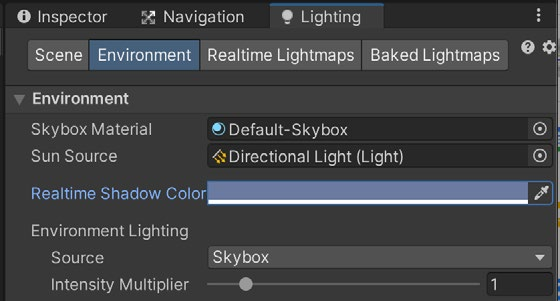 Inspector Navigation Lighting
Scene Environment Realtime Lightmaps Baked Lightmaps
Environment
Skybox Material Default-Skybox
Sun Source Directional Light (Light)
Realtime Shadow Color
Environment Lighting
Source Skybox
Intensity Multiplier 1